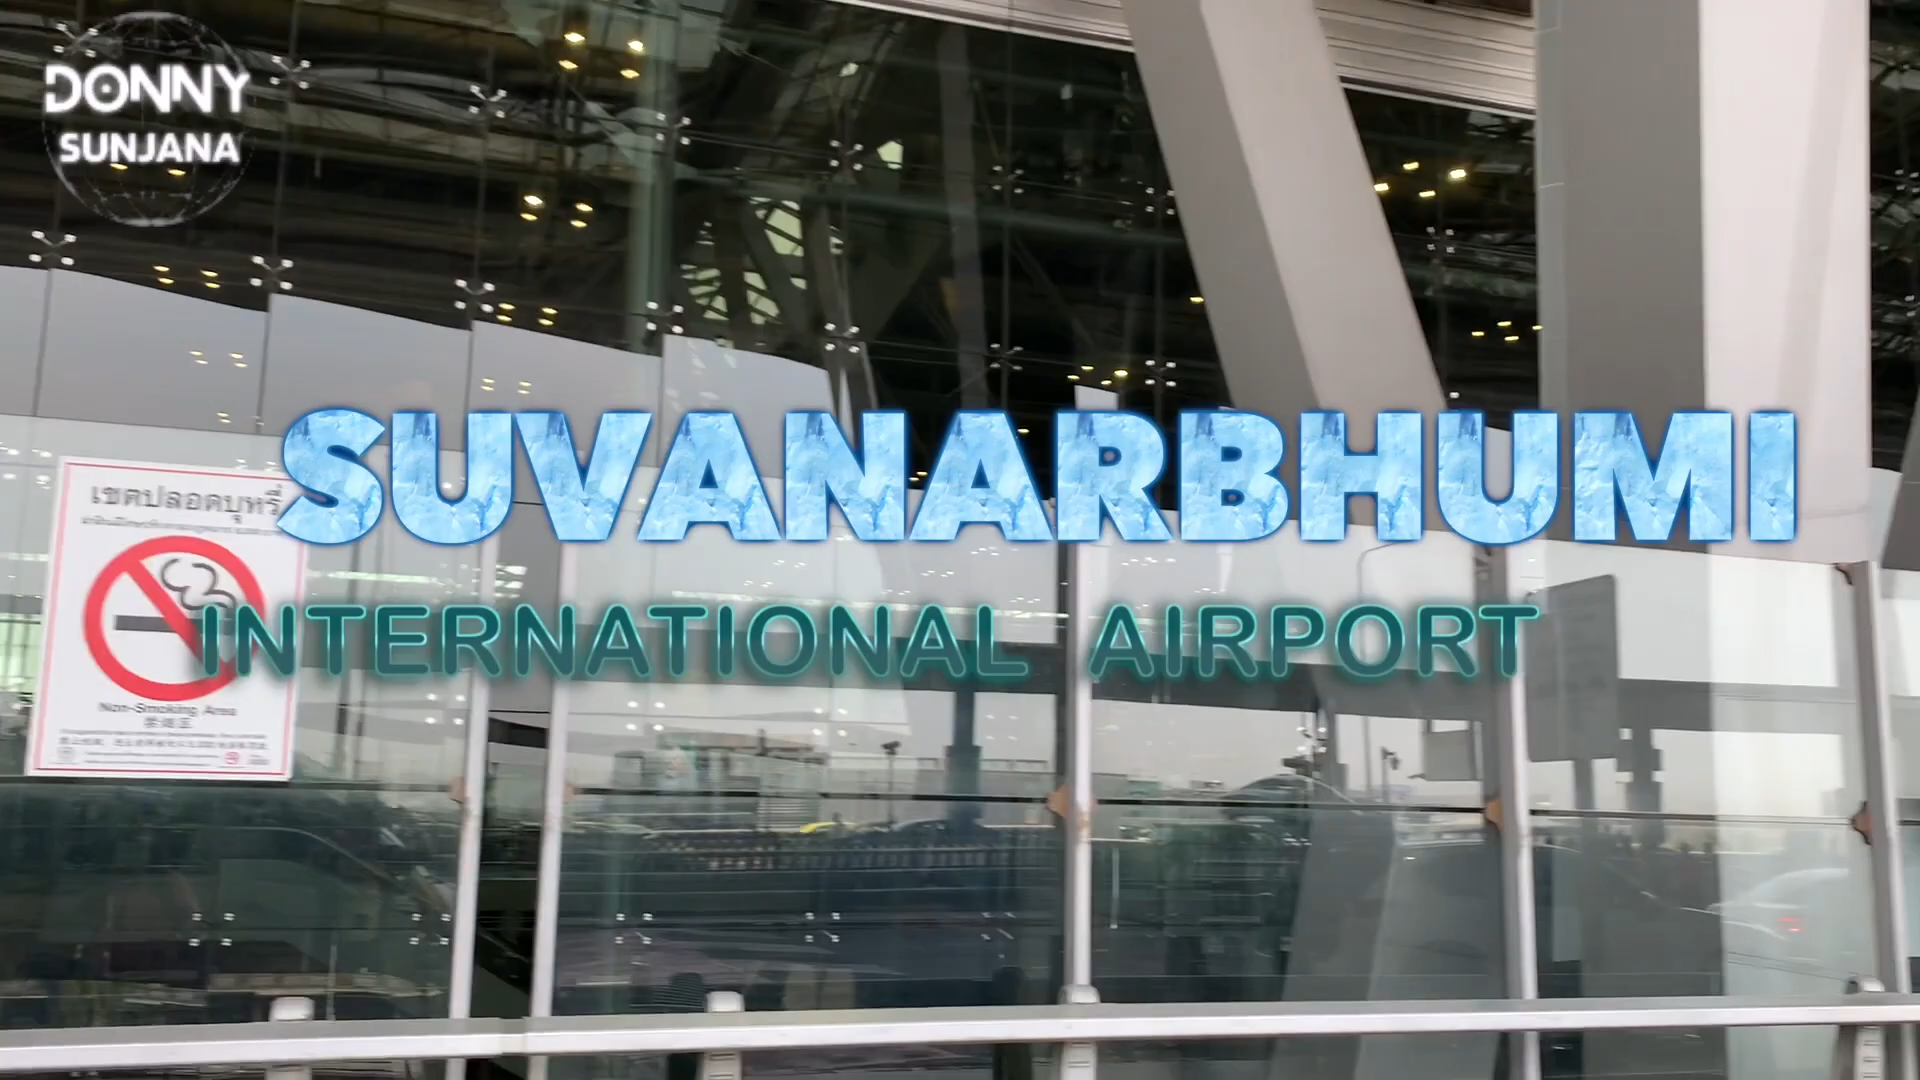 DONNY
SUNJANA
SUVANARBHUMI
เขตปลอดบุหรี่
INTERNATIONAL AIRPORT
Non-Smoking Area